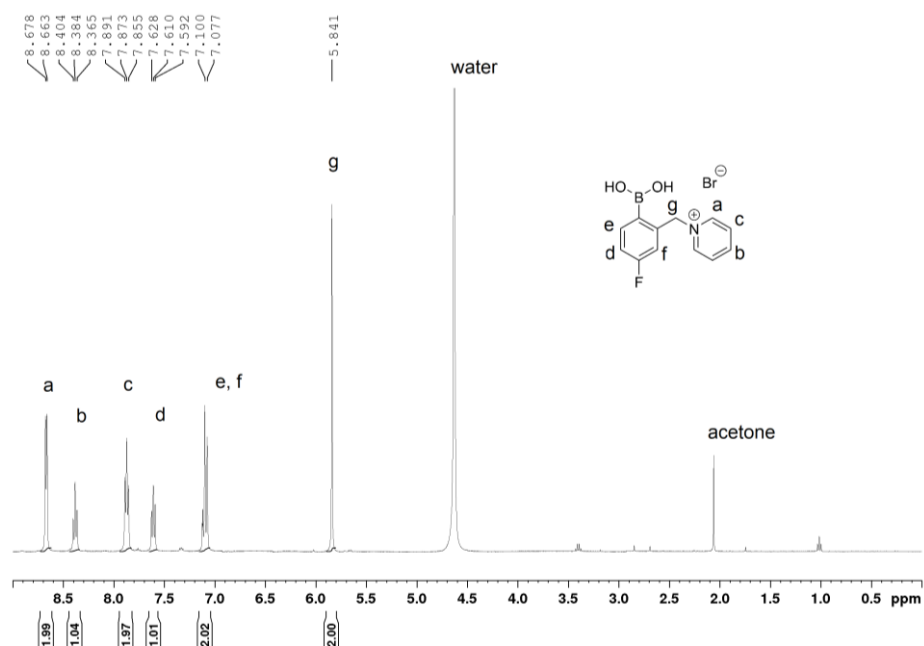 8.678
8.663
8.404
8.384
8.365
7.891
7.873
7.855
7.628
7.610
7.592
7.100
7.077
5.841
water
g
HO
OH
B
Br
⊖
g
⊕
a
e
N
c
d
f
b
F
a
b
c
d
e, f
acetone
8.5 8.0 7.5 7.0 6.5 6.0 5.5 5.0 4.5 4.0 3.5 3.0 2.5 2.0 1.5 1.0 0.5 ppm
1.99
1.04
1.97
1.01
2.02
2.00